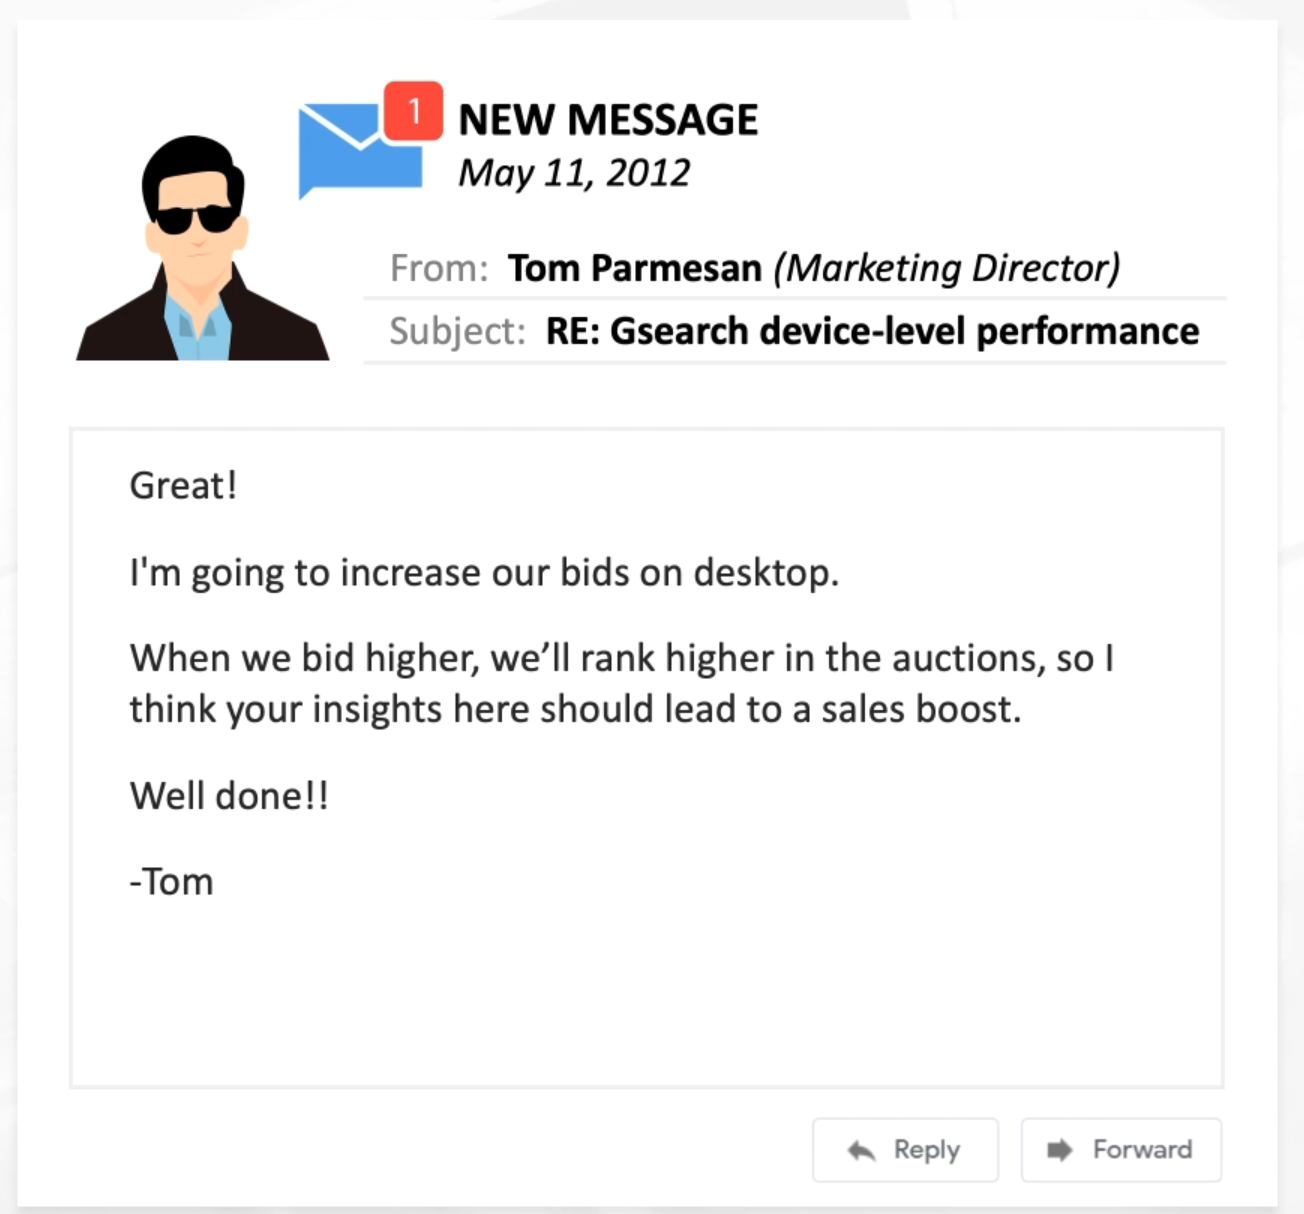 1
NEW MESSAGE
May 11, 2012
From: Tom Parmesan (Marketing Director)
Subject: RE: Gsearch device-level performance
Great!
I'm going to increase our bids on desktop.
When we bid higher, we’ll rank higher in the auctions, so I
think your insights here should lead to a sales boost.
Well done!!
-Tom
Reply
Forward